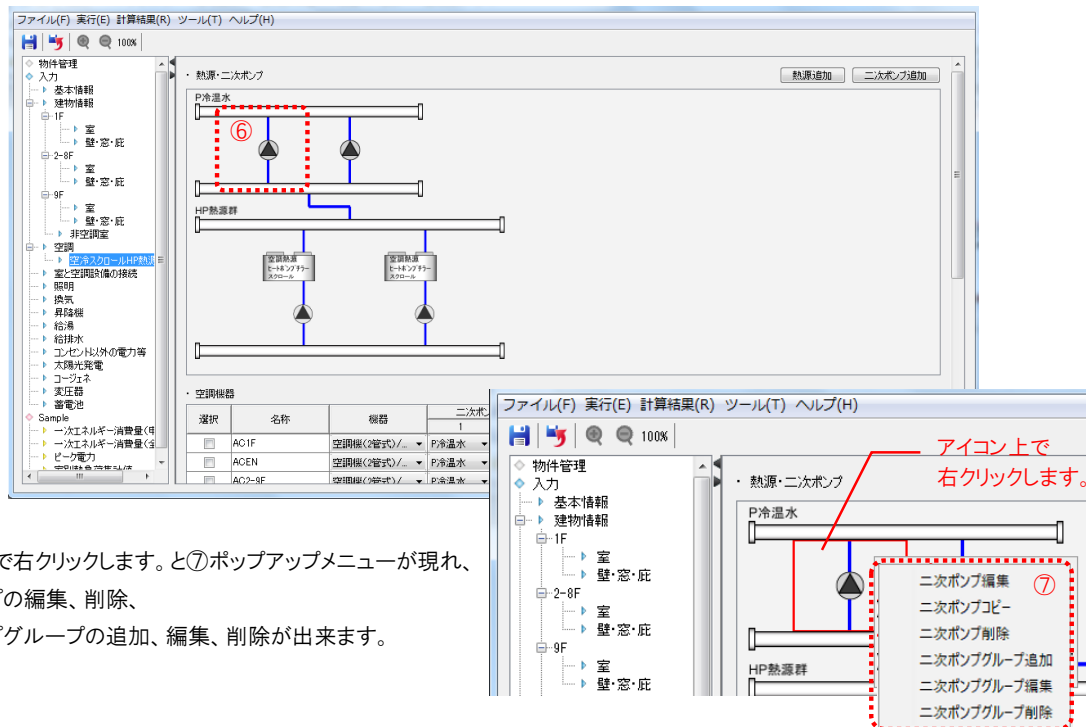 ファイル(F) 実行(E) 計算結果(R) ツール(T) ヘルプ(H)
100%
物件管理
入力
基本情報
建物情報
1F
室
壁・窓・庇
2-8F
室
壁・窓・庇
9F
室
壁・窓・庇
非空調室
空調
空冷スクロールHP熱源
室と空調設備の接続
照明
換気
昇降機
給湯
給排水
コンセント以外の電力等
太陽光発電
コージェネ
変圧器
蓄電池
Sample
一次エネルギー消費量(電
一次エネルギー消費量(全
ピーク電力
室別熱負荷集計値
・ 熱源・二次ポンプ
熱源追加 二次ポンプ追加
P冷温水
⑥
HP熱源群
空調熱源
ヒートポンプチラー
スクロール
空調熱源
ヒートポンプチラー
スクロール
・ 空調機器
選択 名称 機器 二次ポ
1
AC1F 空調機(2管式)/... P冷温水
ACEN 空調機(2管式)/... P冷温水
AC2-9F 空調機(2管式)/... P冷温水
で右クリックします。と⑦ポップアップメニューが現れ、
プの編集、削除、
プグループの追加、編集、削除が出来ます。
ファイル(F) 実行(E) 計算結果(R) ツール(T) ヘルプ(H)
100%
物件管理
入力
基本情報
建物情報
1F
室
壁・窓・庇
2-8F
室
壁・窓・庇
9F
室
壁・窓・庇
アイコン上で
右クリックします。
・ 熱源・二次ポンプ
P冷温水
HP熱源群
二次ポンプ編集
⑦
二次ポンプコピー
二次ポンプ削除
二次ポンプグループ追加
二次ポンプグループ編集
二次ポンプグループ削除